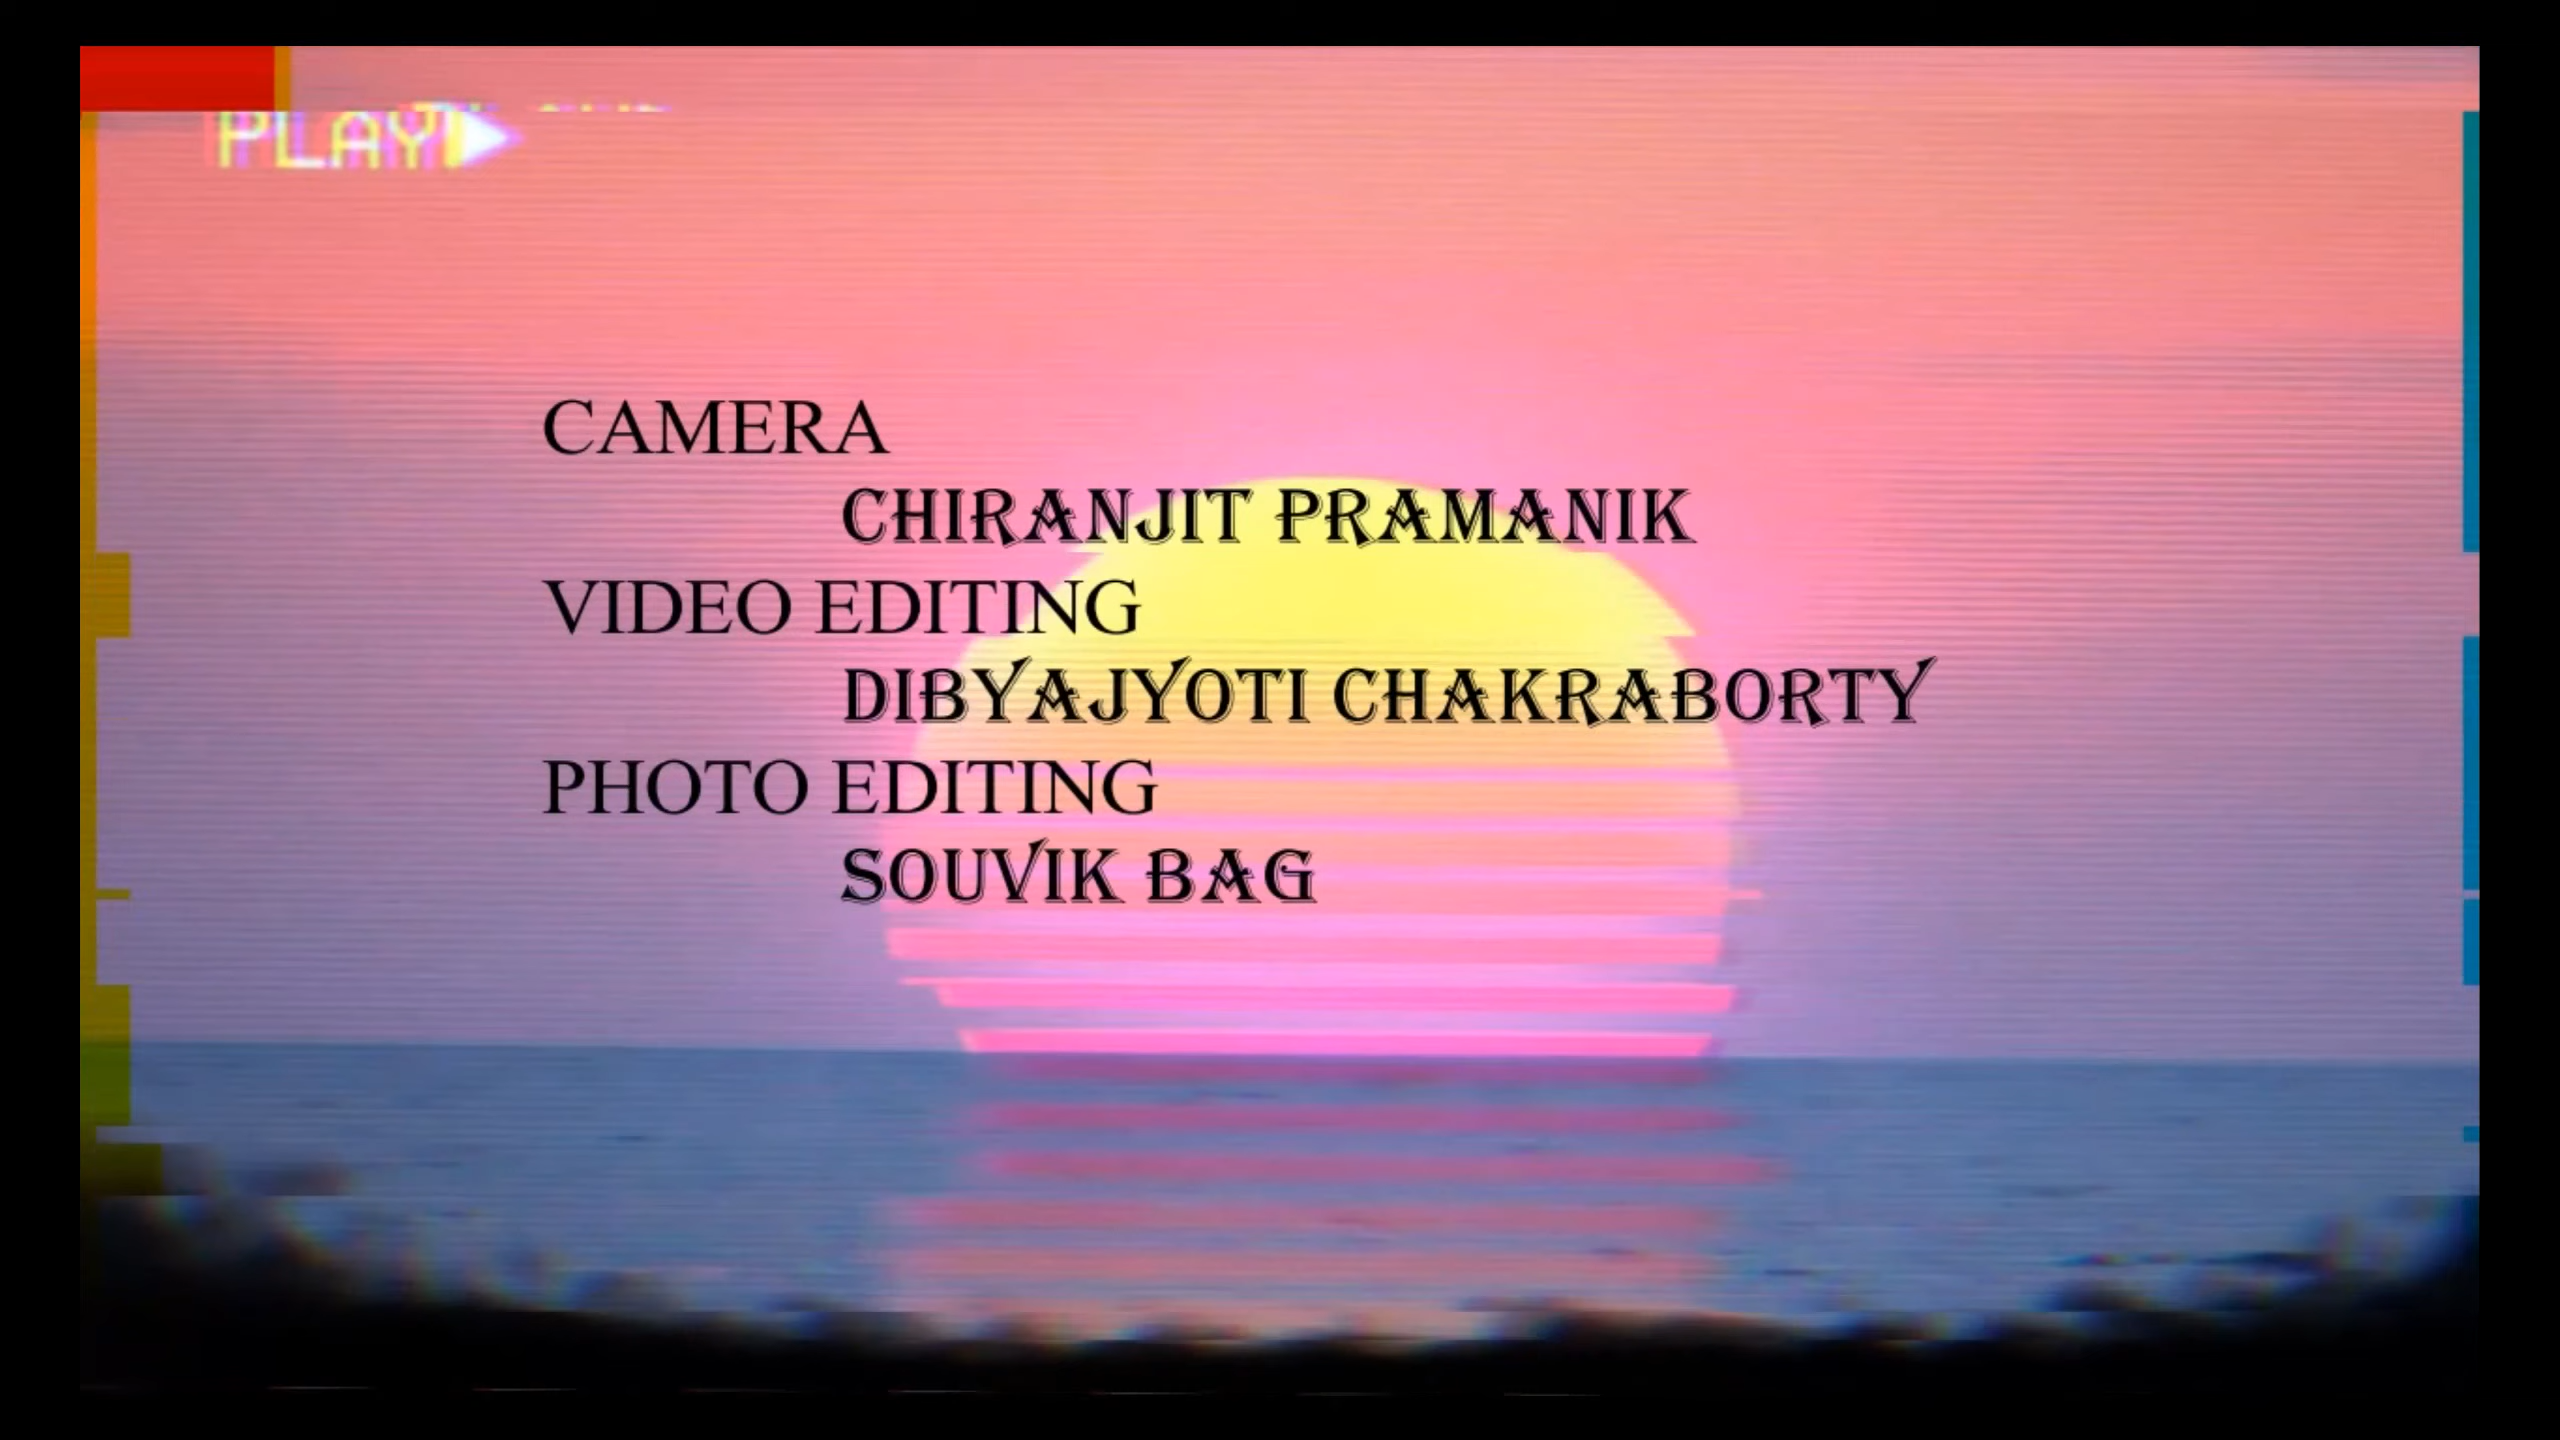 PLAY
CAMERA
CHIRANJIT PRAMANIK
VIDEO EDITING
DIBYAJYOTI CHAKRABORTY
PHOTO EDITING
SOUVIK BAG